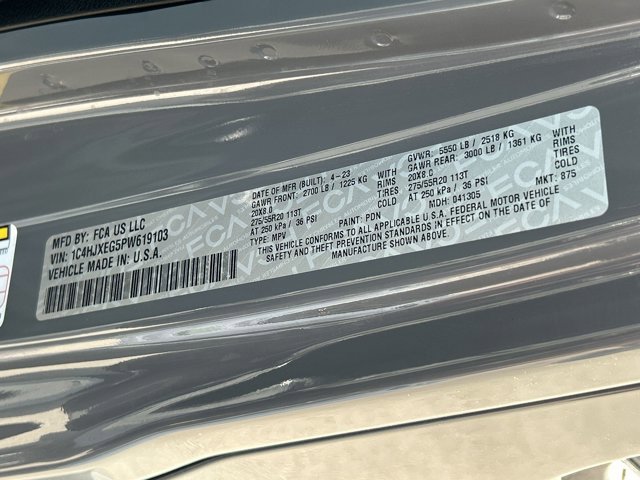 MFD BY: FCA US LLC
VIN: 1C4HJXEG5PW619103
VEHICLE MADE IN U.S.A.
DATE OF MFR (BUILT): 4-23 GVWR: 5550 LB / 2518 KG
GAWR FRONT: 2700 LB / 1225 KG WITH GAWR REAR: 3000 LB / 1361 KG WITH
20X8.0 RIMS 20X8.0 RIMS
275/55R20 113T TIRES 275/55R20 113T TIRES
AT 250 kPa / 36 PSI COLD AT 250 kPa / 36 PSI COLD
TYPE: MPV PAINT: PDN MDH: 041305 MKT: 875
THIS VEHICLE CONFORMS TO ALL APPLICABLE U.S.A. FEDERAL MOTOR VEHICLE
SAFETY AND THEFT PREVENTION STANDARDS IN EFFECT ON THE DATE OF
MANUFACTURE SHOWN ABOVE.